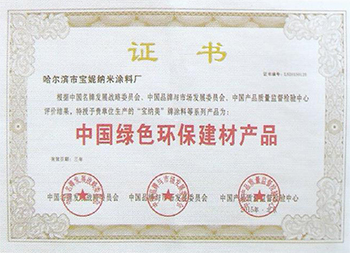 证书
哈尔滨市宝妮纳米涂料厂
根据中国名牌发展战略委员会、中国品牌与市场发展委员会、中国产品质量监督检验中心
评价结果，特授于贵单位生产的“宝纳美”牌涂料等系列产品为：
中国绿色环保建材产品
有效日期：三年
中国名牌发展战略委员会 中国品牌与市场发展委员会 中国产品质量监督检验中心